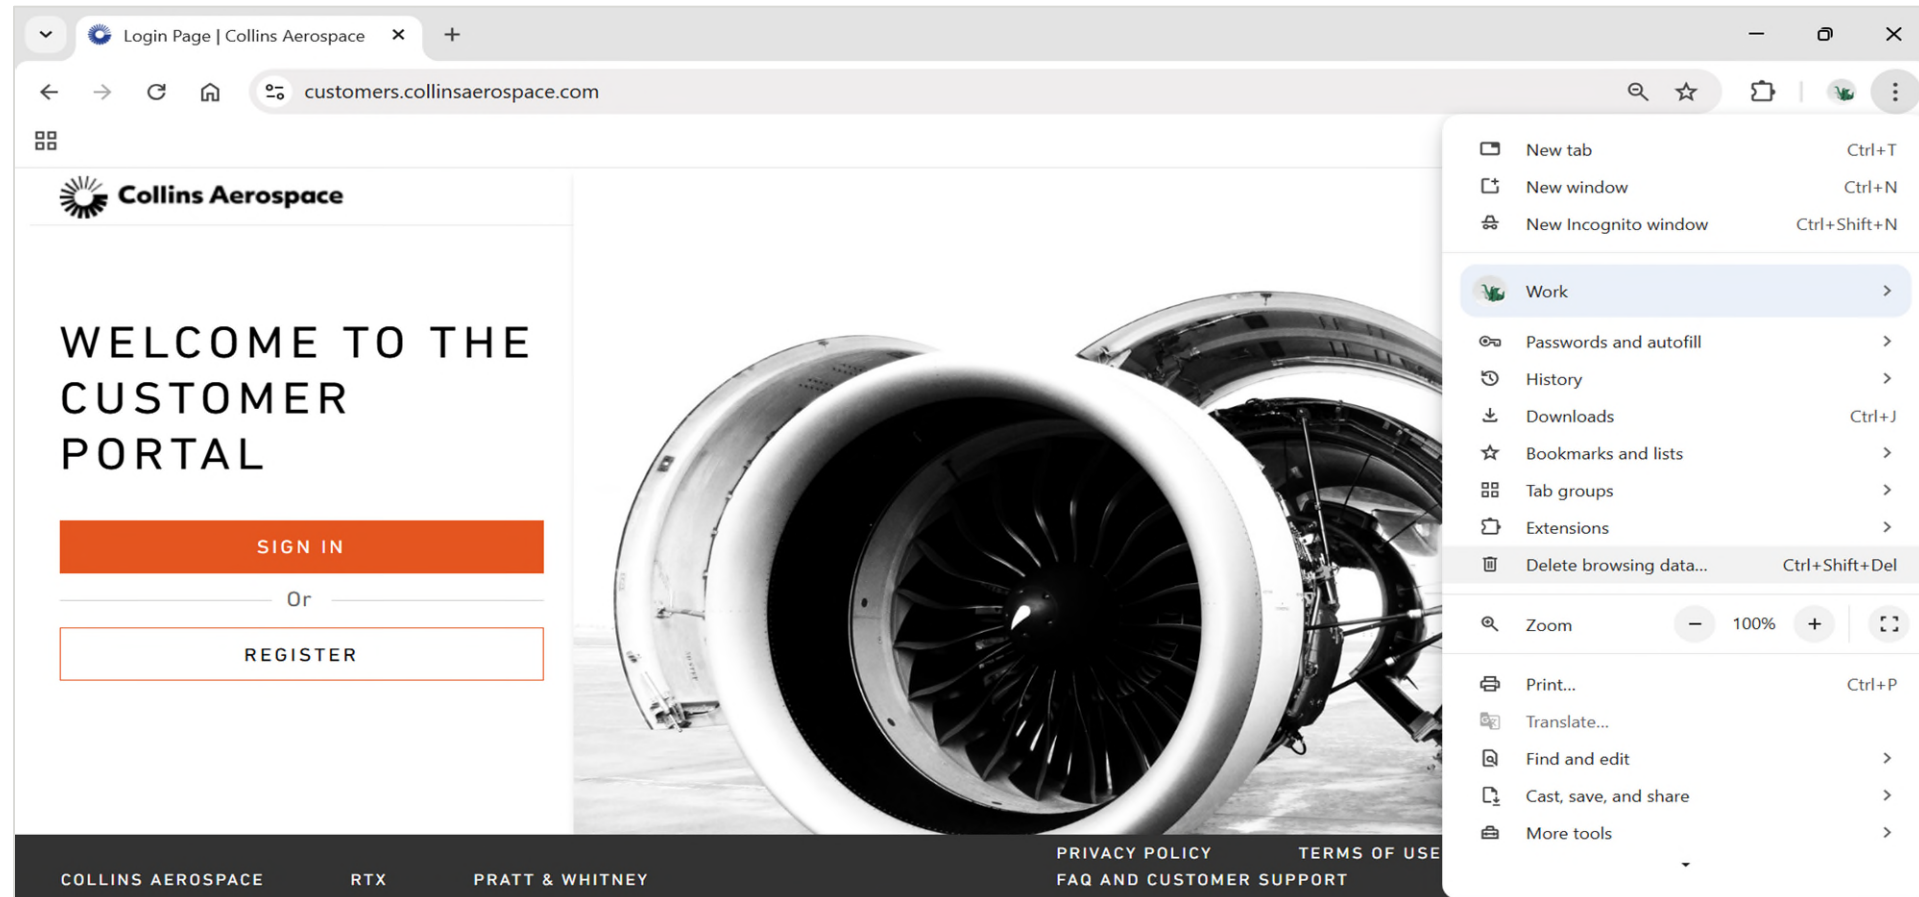 Login Page | Collins Aerospace
customers.collinsaerospace.com
Collins Aerospace
WELCOME TO THE
CUSTOMER
PORTAL
SIGN IN
Or
REGISTER
New tab Ctrl+T
New window Ctrl+N
New Incognito window Ctrl+Shift+N
Work
Passwords and autofill
History
Downloads Ctrl+J
Bookmarks and lists
Tab groups
Extensions
Delete browsing data... Ctrl+Shift+Del
Zoom 100%
Print... Ctrl+P
Translate...
Find and edit
Cast, save, and share
More tools
PRIVACY POLICY TERMS OF USE
COLLINS AEROSPACE RTX PRATT & WHITNEY FAQ AND CUSTOMER SUPPORT